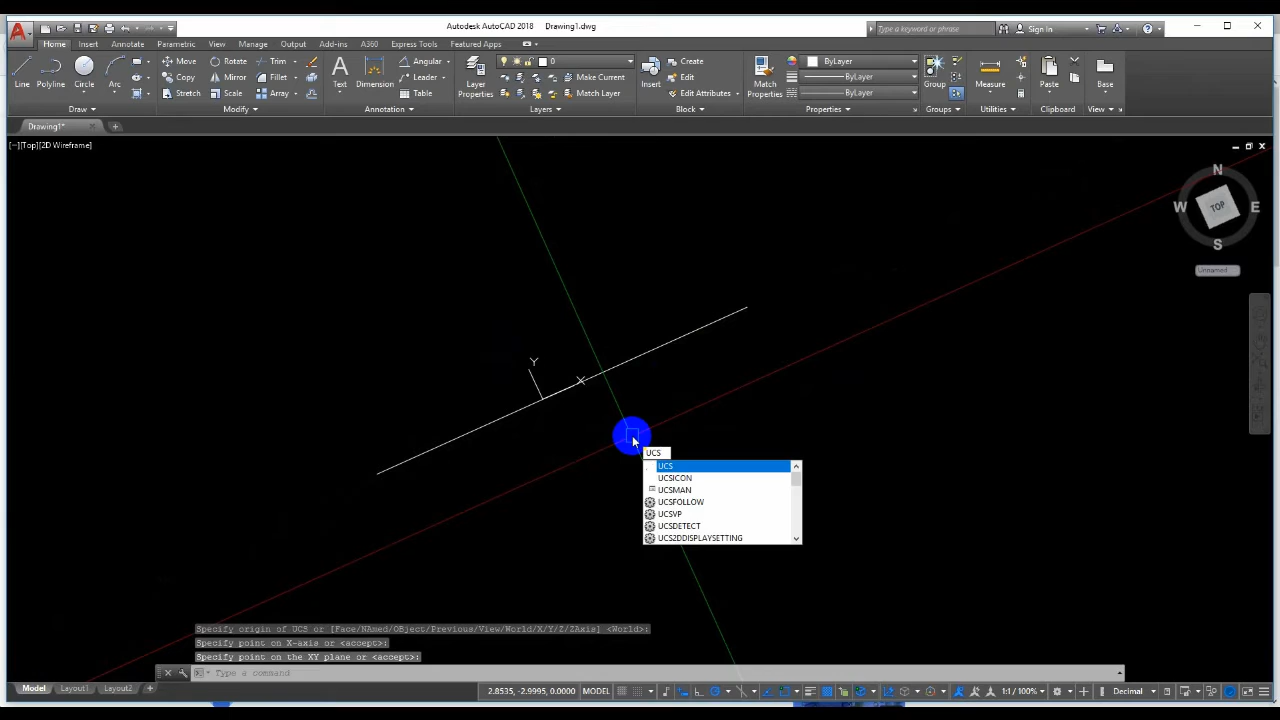 Autodesk AutoCAD 2018 Drawing1.dwg
Type a keyword or phrase
Sign In
Home Insert Annotate Parametric View Manage Output Add-ins A360 Express Tools Featured Apps
Line
Polyline
Circle
Arc
Move
Rotate
Trim
Copy
Mirror
Fillet
Stretch
Scale
Array
Text
Dimension
Angular
Leader
Table
Layer
Properties
0
Make Current
Match Layer
Insert
Create
Edit
Edit Attributes
Match
Properties
ByLayer
ByLayer
ByLayer
Group
Measure
Paste
Base
Draw
Modify
Annotation
Layers
Block
Properties
Groups
Utilities
Clipboard
View
Drawing1*
[−][Top][2D Wireframe]
N
W
TOP
E
S
Unnamed
Y
X
UCS
UCS
UCSICON
UCSMAN
UCSFOLLOW
UCSVP
UCSDETECT
UCS2DDISPLAYSETTING
Specify origin of UCS or [Face/NAmed/OBject/Previous/View/World/X/Y/Z/ZAxis] <World>:
Specify point on X-axis or <accept>:
Specify point on the XY plane or <accept>:
Type a command
Model Layout1 Layout2
2.8535, -2.9995, 0.0000 MODEL
1:1 / 100%
Decimal